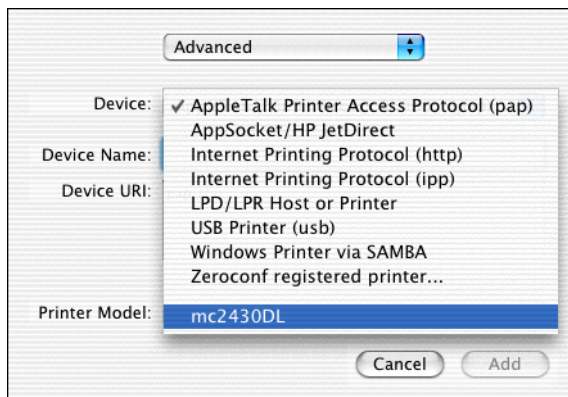 Advanced
Device:
✓ AppleTalk Printer Access Protocol (pap)
AppSocket/HP JetDirect
Device Name:
Internet Printing Protocol (http)
Internet Printing Protocol (ipp)
Device URI:
LPD/LPR Host or Printer
USB Printer (usb)
Windows Printer via SAMBA
Zeroconf registered printer...
Printer Model:
mc2430DL
Cancel
Add